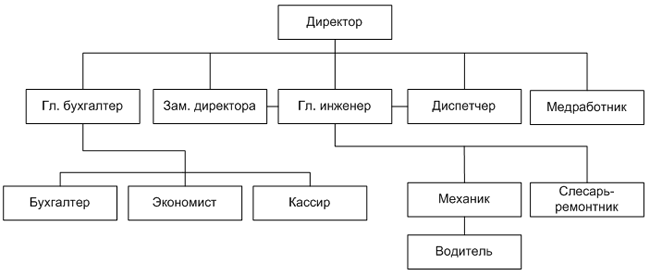 Директор
Гл. бухгалтер
Зам. директора
Гл. инженер
Диспетчер
Медработник
Бухгалтер
Экономист
Кассир
Механик
Слесарь-
ремонтник
Водитель